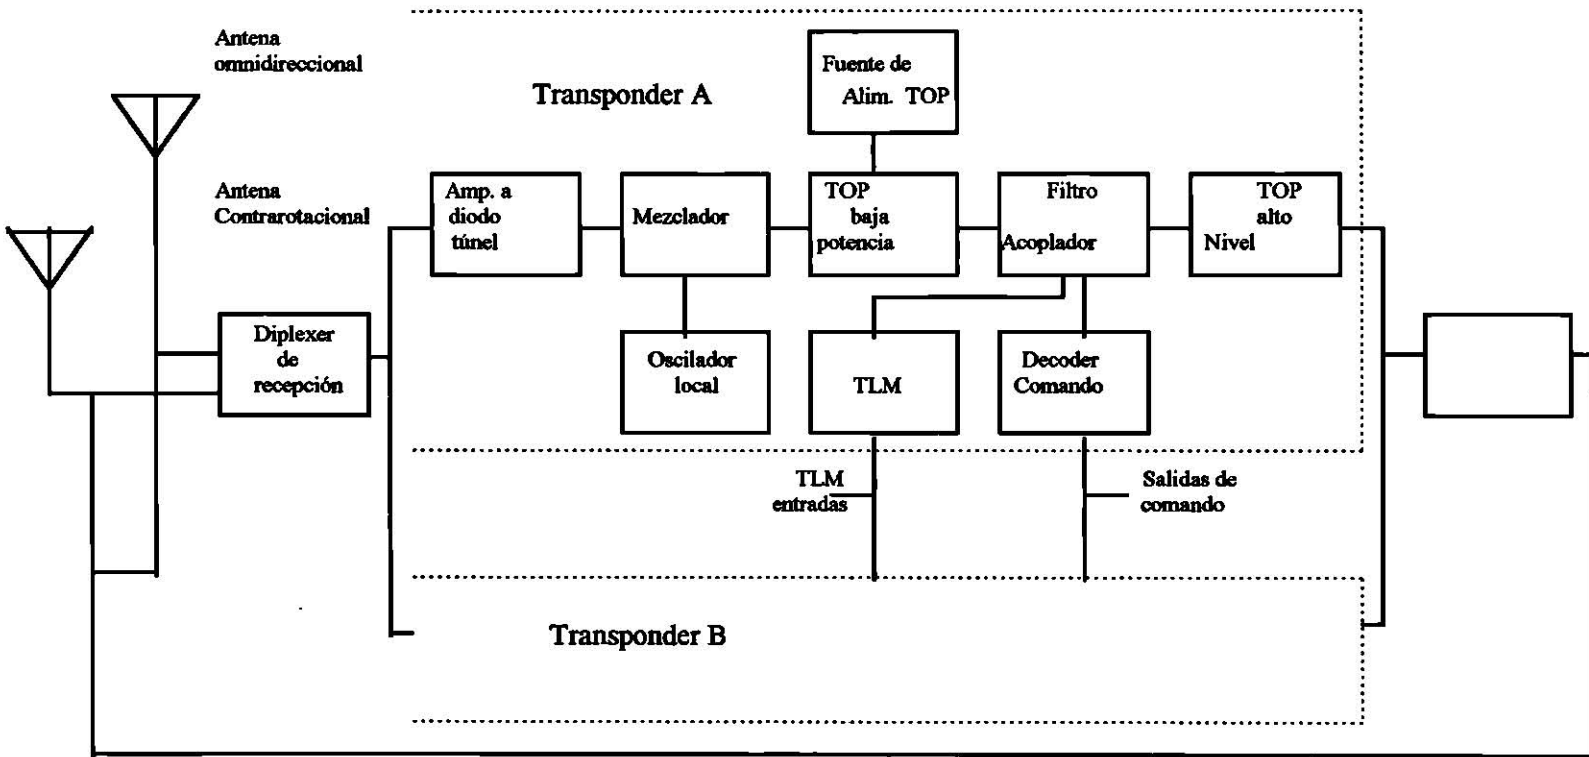 Antena
omnidireccional
Transponder A
Fuente de
Alim. TOP
Antena
Contrarotacional
Amp. a
diodo
túnel
Mezclador
TOP
baja
potencia
Filtro
Acoplador
TOP
alto
Nivel
Diplexer
de
recepción
Oscilador
local
TLM
Decoder
Comando
TLM
entradas
Salidas de
comando
Transponder B